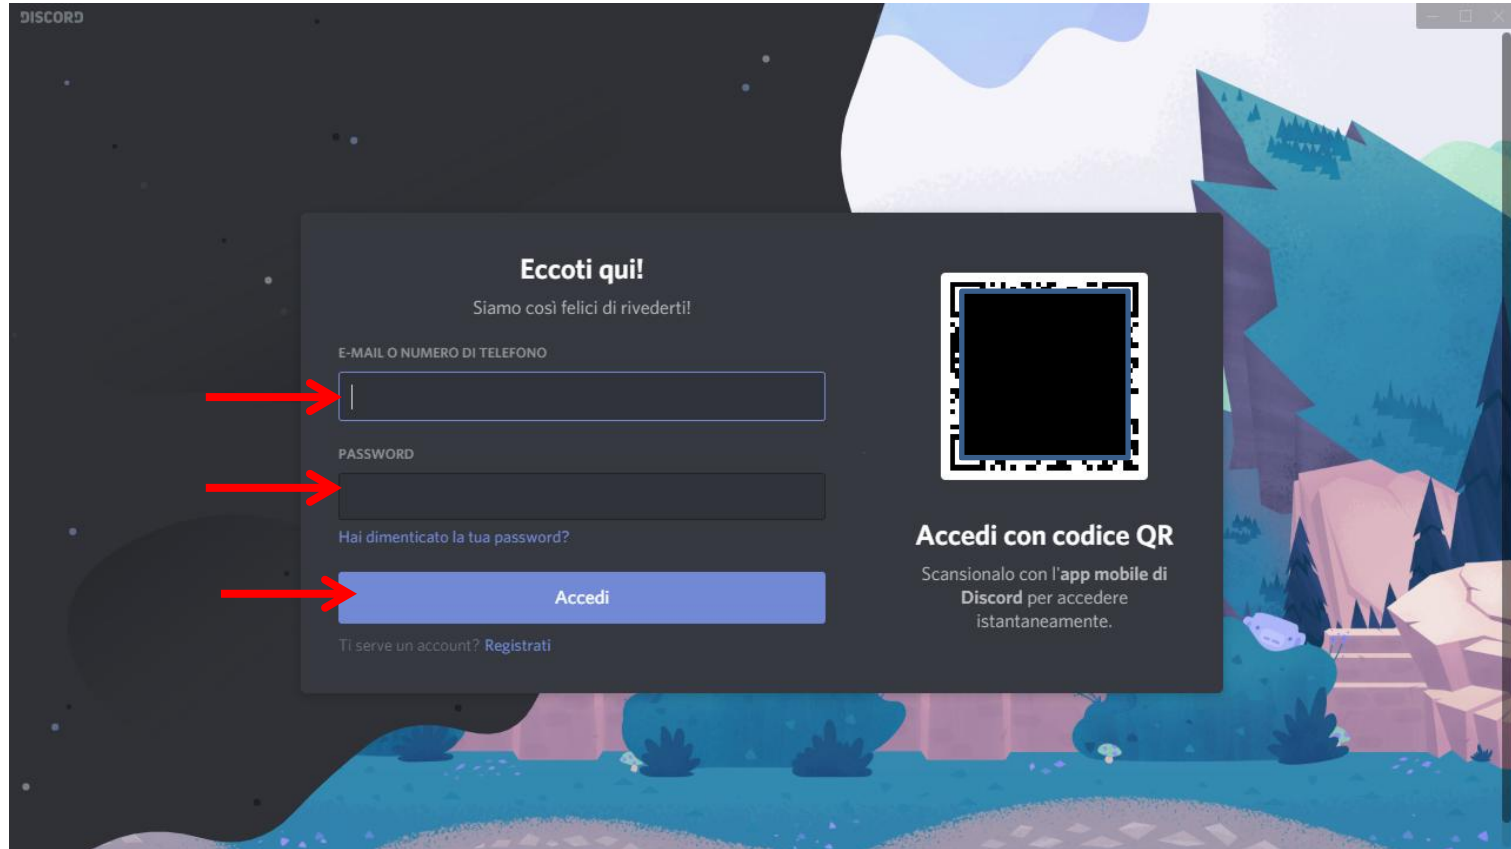 DISCORD
Eccoti qui!
Siamo così felici di rivederti!
E-MAIL O NUMERO DI TELEFONO
PASSWORD
Hai dimenticato la tua password?
Accedi
Ti serve un account? Registrati
Accedi con codice QR
Scansionalo con l'app mobile di
Discord per accedere
istantaneamente.